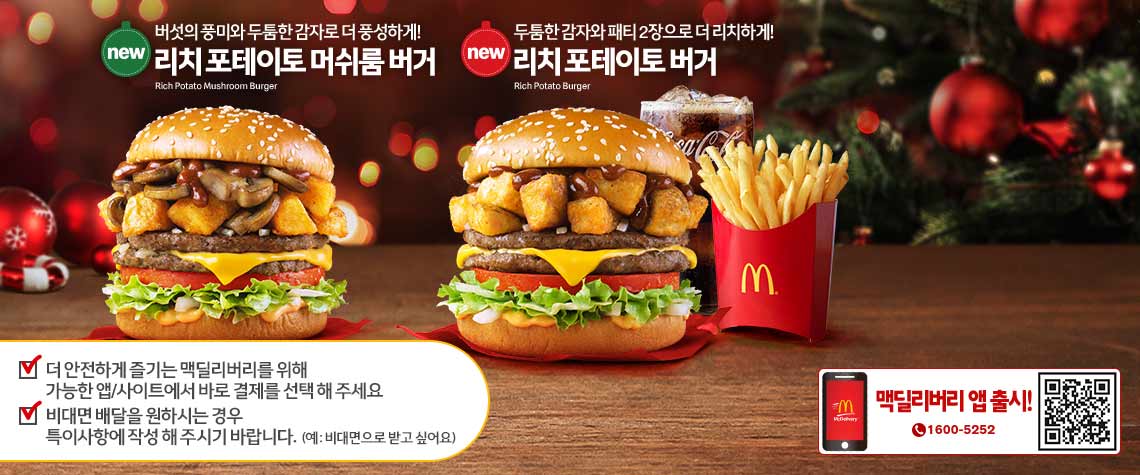 new
버섯의 풍미와 두툼한 감자로 더 풍성하게!
리치 포테이토 머쉬룸 버거
Rich Potato Mushroom Burger
new
두툼한 감자와 패티 2장으로 더 리치하게!
리치 포테이토 버거
Rich Potato Burger
Coca-Cola
더 안전하게 즐기는 맥딜리버리를 위해
가능한 앱/사이트에서 바로 결제를 선택 해 주세요
비대면 배달을 원하시는 경우
특이사항에 작성 해 주시기 바랍니다. (예 : 비대면으로 받고 싶어요)
McDelivery
맥딜리버리 앱 출시!
1600-5252